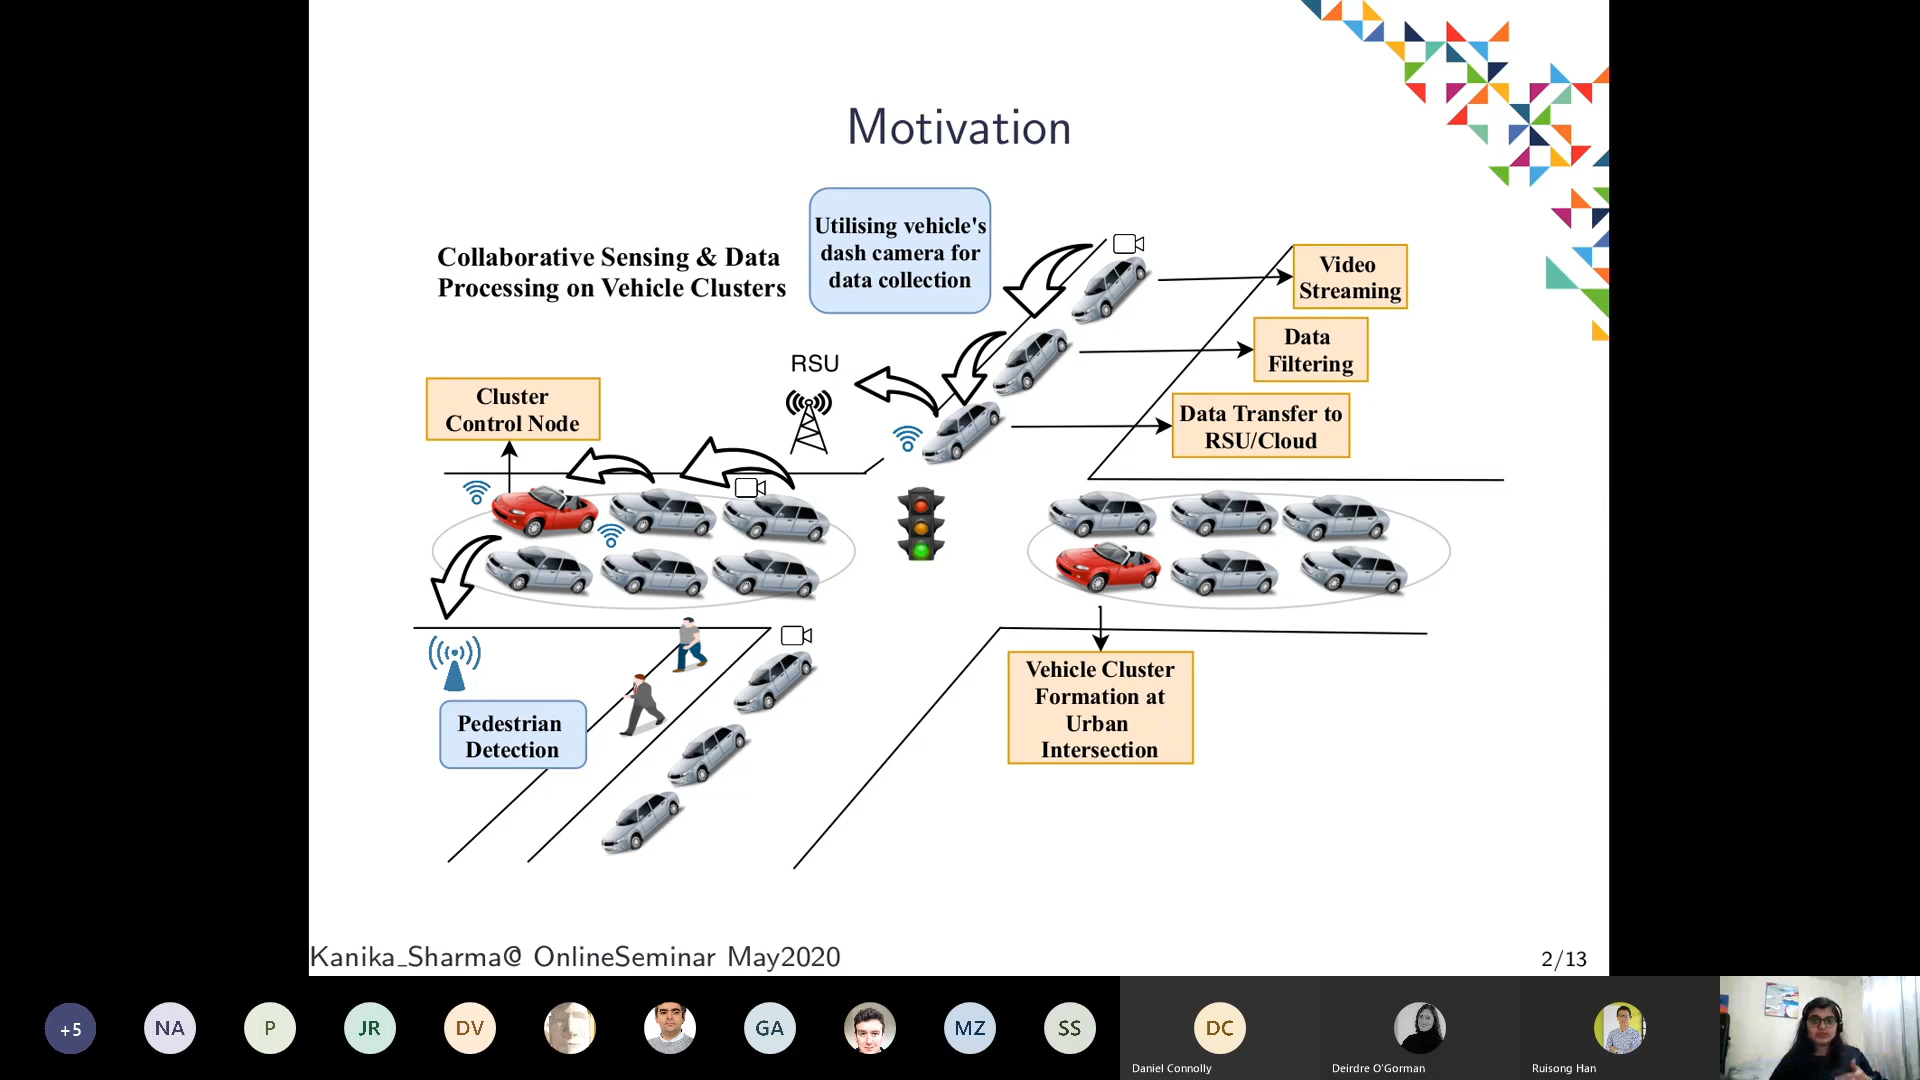 Motivation
Collaborative Sensing & Data
Processing on Vehicle Clusters
Utilising vehicle's
dash camera for
data collection
Video
Streaming
Data
Filtering
Data Transfer to
RSU/Cloud
RSU
Cluster
Control Node
Pedestrian
Detection
Vehicle Cluster
Formation at
Urban
Intersection
Kanika_Sharma@ OnlineSeminar May2020
2/13
+5
NA
P
JR
DV
GA
MZ
SS
DC
Daniel Connolly
Deirdre O'Gorman
Ruisong Han